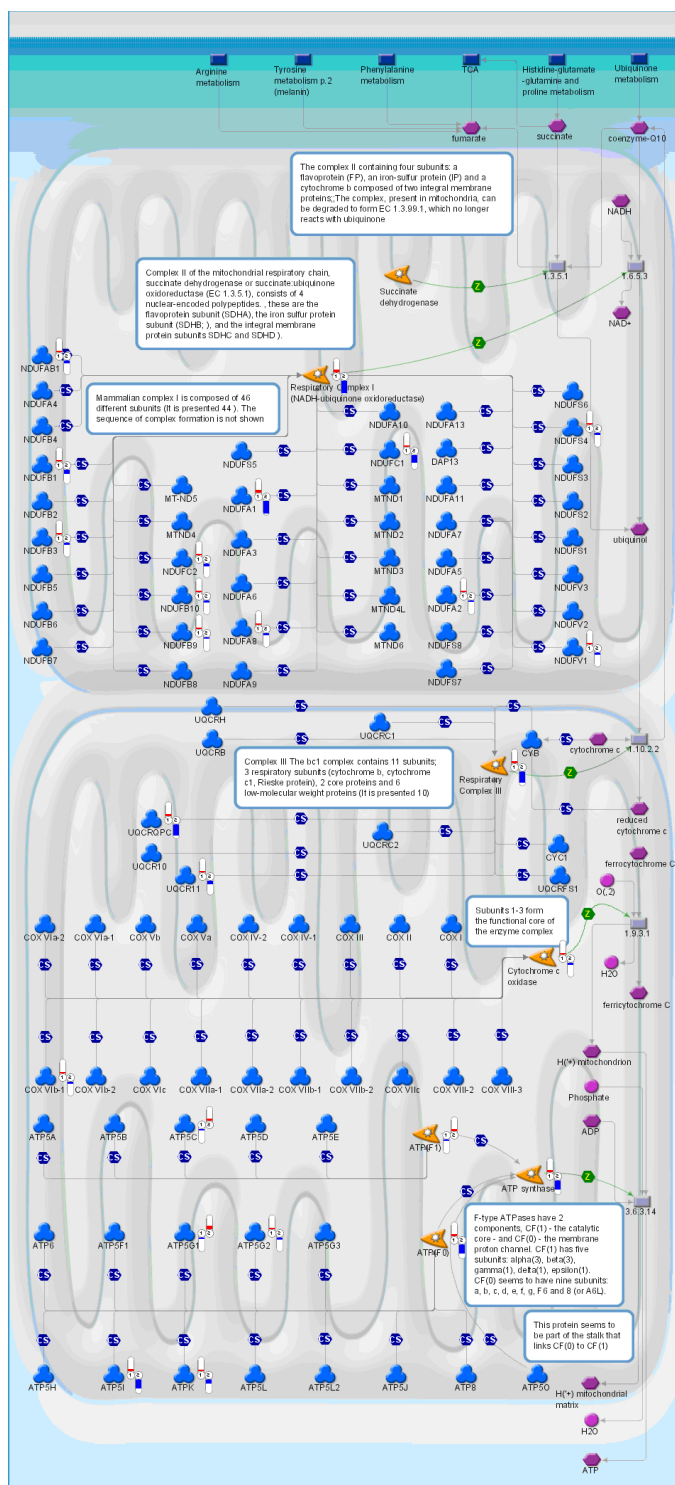 Arginine
metabolism
Tyrosine
metabolism p.2
(melanin)
Phenylalanine
metabolism
TCA
Histidine-glutamate
-glutamine and
proline metabolism
Ubiquinone
metabolism
fumarate
succinate
coenzyme-Q10
The complex II containing four subunits: a
flavoprotein (FP), an iron-sulfur protein (IP) and a
cytochrome b composed of two integral membrane
proteins;;The complex, present in mitochondria, can
be degraded to form EC 1.3.99.1, which no longer
reacts with ubiquinone
NADH
1.3.5.1
1.6.5.3
NAD+
Succinate
dehydrogenase
Z
Z
Complex II of the mitochondrial respiratory chain,
succinate dehydrogenase or succinate:ubiquinone
oxidoreductase (EC 1.3.5.1), consists of 4
nuclear-encoded polypeptides. , these are the
flavoprotein subunit (SDHA), the iron sulfur protein
subunit (SDHB; ), and the integral membrane
protein subunits SDHC and SDHD ).
Respiratory Complex I
(NADH-ubiquinone oxidoreductase)
Mammalian complex I is composed of 46
different subunits (It is presented 44 ). The
sequence of complex formation is not shown
NDUFAB1
NDUFA4
NDUFB4
NDUFB1
NDUFB2
NDUFB3
NDUFB5
NDUFB6
NDUFB7
MT-ND5
MTND4
NDUFC2
NDUFB10
NDUFB9
NDUFB8
NDUFS5
NDUFA1
NDUFA3
NDUFA6
NDUFA8
NDUFA9
NDUFA10
NDUFC1
MTND1
MTND2
MTND3
MTND4L
MTND6
NDUFA13
DAP13
NDUFA11
NDUFA7
NDUFA5
NDUFA2
NDUFS8
NDUFS7
NDUFS6
NDUFS4
NDUFS3
NDUFS2
NDUFS1
NDUFV3
NDUFV2
NDUFV1
ubiquinol
UQCRH
UQCRB
UQCRC1
CYB
cytochrome c
1.10.2.2
Complex III The bc1 complex contains 11 subunits;
3 respiratory subunits (cytochrome b, cytochrome
c1, Rieske protein), 2 core proteins and 6
low-molecular weight proteins (It is presented 10)
Respiratory
Complex III
Z
reduced
cytochrome c
UQCRQPC
UQCR10
UQCR11
UQCRC2
CYC1
UQCRFS1
ferrocytochrome C
O(,2)
Subunits 1-3 form
the functional core of
the enzyme complex
Z
1.9.3.1
H2O
ferricytochrome C
COX VIa-2
COX VIa-1
COX Vb
COX Va
COX IV-2
COX IV-1
COX III
COX II
COX I
Cytochrome c
oxidase
COX VIb-1
COX VIb-2
COX VIc
COX VIIa-1
COX VIIa-2
COX VIIb-1
COX VIIb-2
COX VIIc
COX VIII-2
COX VIII-3
H('+) mitochondrion
Phosphate
ADP
ATP5A
ATP5B
ATP5C
ATP5D
ATP5E
ATP(F1)
ATP synthase
Z
3.6.3.14
ATP6
ATP5F1
ATP5G1
ATP5G2
ATP5G3
ATP(F0)
F-type ATPases have 2
components, CF(1) - the catalytic
core - and CF(0) - the membrane
proton channel. CF(1) has five
subunits: alpha(3), beta(3),
gamma(1), delta(1), epsilon(1).
CF(0) seems to have nine subunits:
a, b, c, d, e, f, g, F6 and 8 (or A6L).
This protein seems to
be part of the stalk that
links CF(0) to CF(1)
ATP5H
ATP5I
ATPK
ATP5L
ATP5L2
ATP5J
ATP8
ATP5O
H('+) mitochondrial
matrix
H2O
ATP